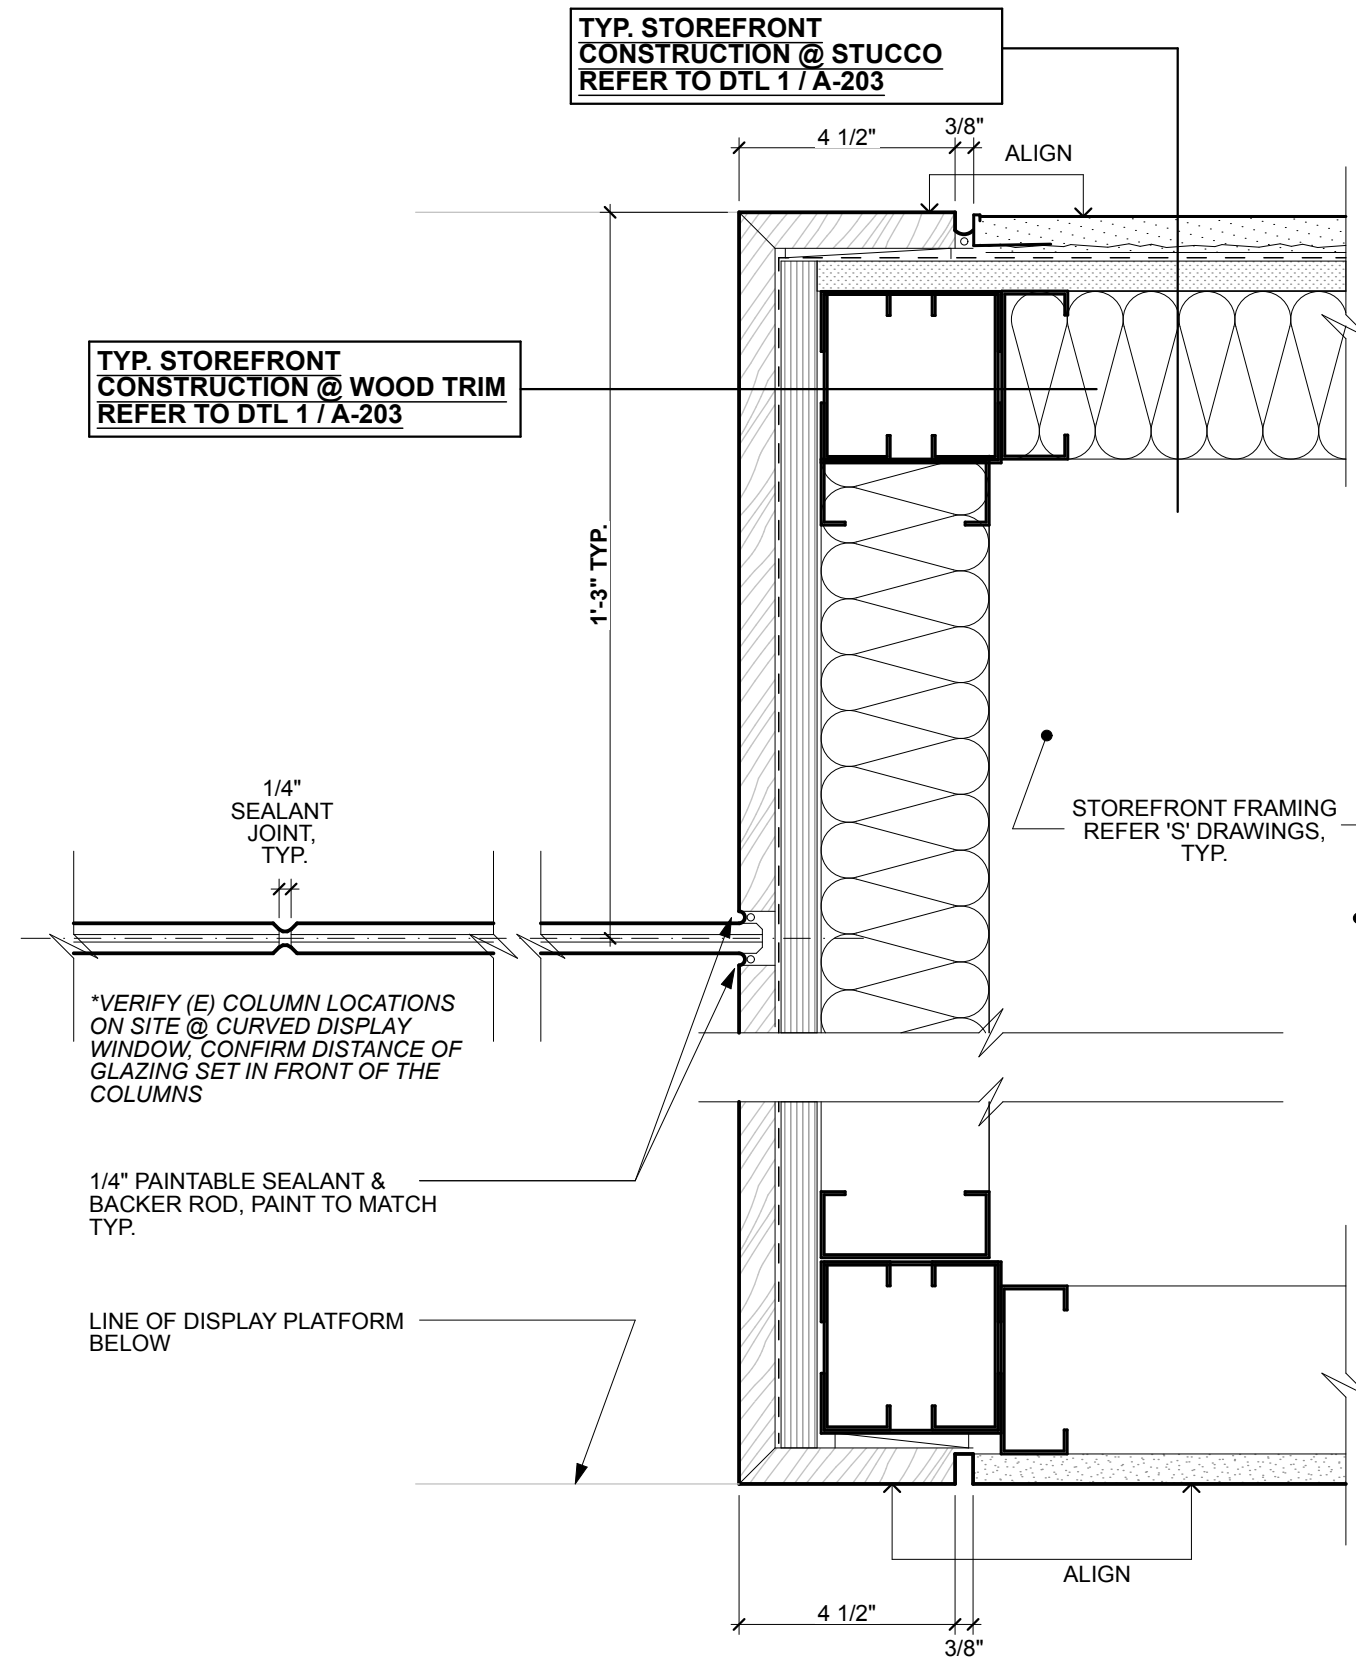 TYP. STOREFRONT
CONSTRUCTION @ STUCCO
REFER TO DTL 1 / A-203
4 1/2"
3/8"
ALIGN
TYP. STOREFRONT
CONSTRUCTION @ WOOD TRIM
REFER TO DTL 1 / A-203
1'-3" TYP.
1/4"
SEALANT
JOINT,
TYP.
STOREFRONT FRAMING
REFER 'S' DRAWINGS,
TYP.
*VERIFY (E) COLUMN LOCATIONS
ON SITE @ CURVED DISPLAY
WINDOW, CONFIRM DISTANCE OF
GLAZING SET IN FRONT OF THE
COLUMNS
1/4" PAINTABLE SEALANT &
BACKER ROD, PAINT TO MATCH
TYP.
LINE OF DISPLAY PLATFORM
BELOW
ALIGN
4 1/2"
3/8"